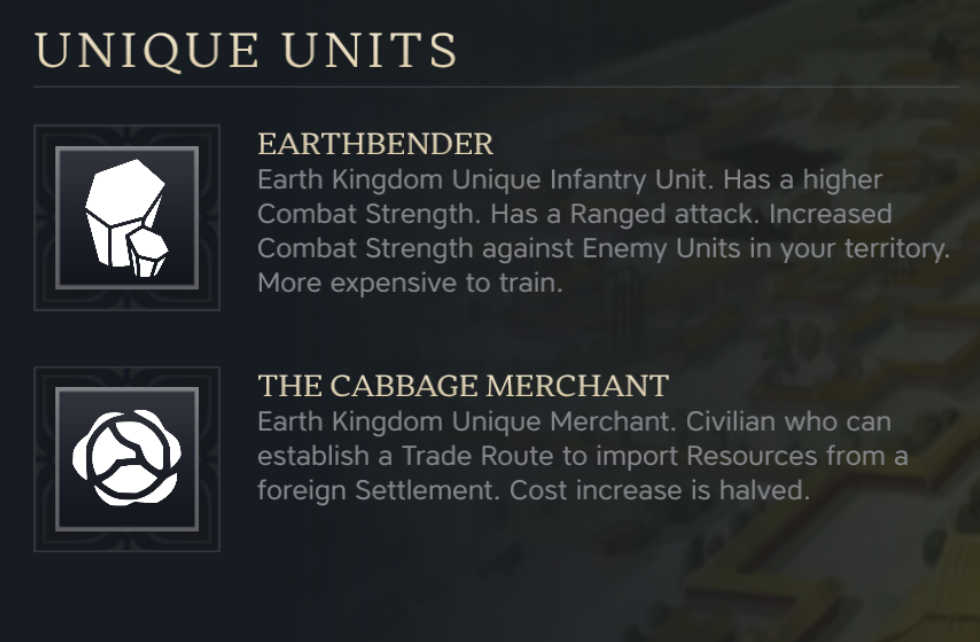 UNIQUE UNITS
EARTHBENDER
Earth Kingdom Unique Infantry Unit. Has a higher
Combat Strength. Has a Ranged attack. Increased
Combat Strength against Enemy Units in your territory.
More expensive to train.
THE CABBAGE MERCHANT
Earth Kingdom Unique Merchant. Civilian who can
establish a Trade Route to import Resources from a
foreign Settlement. Cost increase is halved.